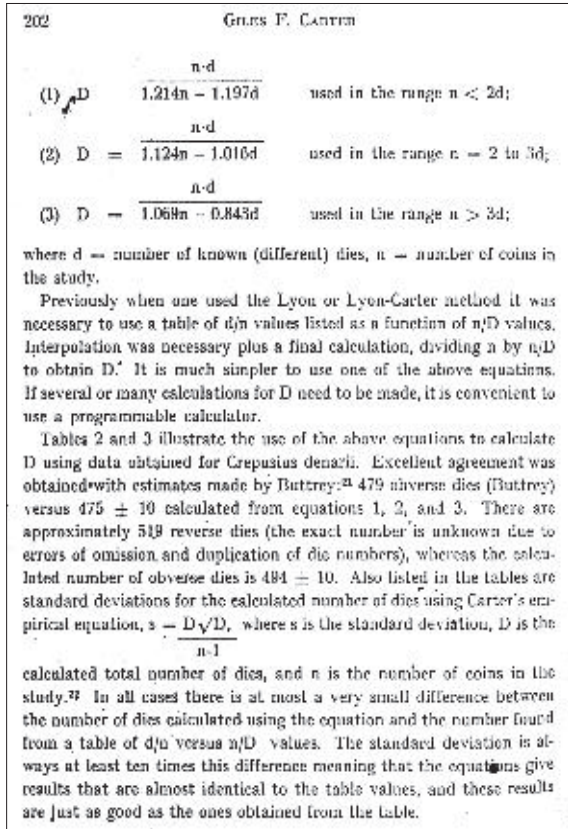 202 GILES F. CARTER
n·d
(1) D 1.214n – 1.197d used in the range n < 2d;
n·d
(2) D = 1.124n – 1.016d used in the range n = 2 to 3d;
n·d
(3) D = 1.069n – 0.843d used in the range n > 3d;
where d = number of known (different) dies, n = number of coins in
the study.
Previously when one used the Lyon or Lyon-Carter method it was
necessary to use a table of d/n values listed as a function of n/D values.
Interpolation was necessary plus a final calculation, dividing n by n/D
to obtain D. It is much simpler to use one of the above equations.
If several or many calculations for D need to be made, it is convenient to
use a programmable calculator.
Tables 2 and 3 illustrate the use of the above equations to calculate
D using data obtained for Crepusius denarii. Excellent agreement was
obtained with estimates made by Buttrey:²¹ 479 obverse dies (Buttrey)
versus 475 ± 10 calculated from equations 1, 2, and 3. There are
approximately 519 reverse dies (the exact number is unknown due to
errors of omission and duplication of die numbers), whereas the calcu-
lated number of obverse dies is 494 ± 10. Also listed in the tables are
standard deviations for the calculated number of dies using Carter's em-
pirical equation, s = D√D, where s is the standard deviation, D is the
n-1
calculated total number of dies, and n is the number of coins in the
study.²² In all cases there is at most a very small difference between
the number of dies calculated using the equation and the number found
from a table of d/n versus n/D values. The standard deviation is al-
ways at least ten times this difference meaning that the equations give
results that are almost identical to the table values, and these results
are just as good as the ones obtained from the table.